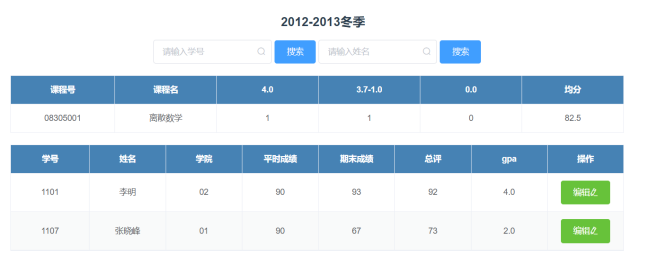 2012-2013冬季
请输入学号 搜索 请输入姓名 搜索
课程号 课程名 4.0 3.7-1.0 0.0 均分
08305001 离散数学 1 1 0 82.5
学号 姓名 学院 平时成绩 期末成绩 总评 gpa 操作
1101 李明 02 90 93 92 4.0 编辑
1107 张晓峰 01 90 67 73 2.0 编辑